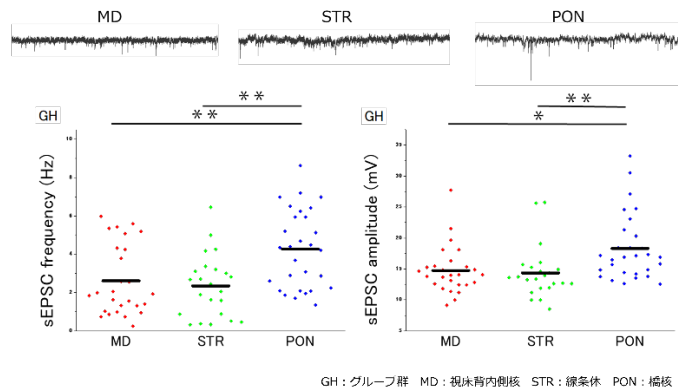 MD STR PON
GH
* *
* *
sEPSC frequency (Hz)
10
8
6
4
2
0
MD STR PON
GH
* *
*
sEPSC amplitude (mV)
35
30
25
20
15
10
5
MD STR PON
GH：グループ群 MD：視床背内側核 STR：線条体 PON：橋核